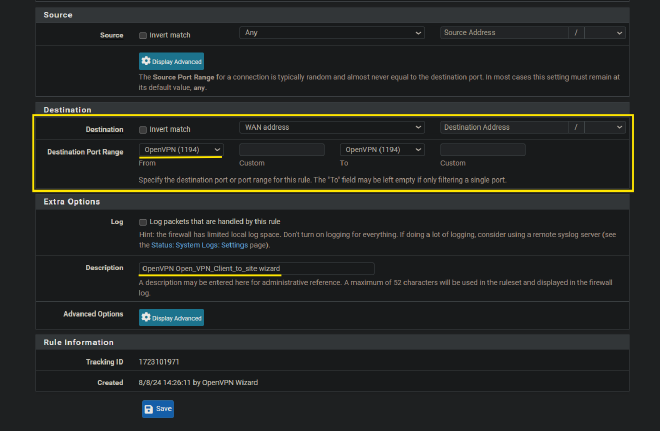 Source
Source Invert match Any Source Address /
Display Advanced
The Source Port Range for a connection is typically random and almost never equal to the destination port. In most cases this setting must remain at
its default value, any.
Destination
Destination Invert match WAN address Destination Address /
Destination Port Range OpenVPN (1194) OpenVPN (1194)
From Custom To Custom
Specify the destination port or port range for this rule. The "To" field may be left empty if only filtering a single port.
Extra Options
Log Log packets that are handled by this rule
Hint: the firewall has limited local log space. Don't turn on logging for everything. If doing a lot of logging, consider using a remote syslog server (see
the Status: System Logs: Settings page).
Description OpenVPN Open_VPN_Client_to_site wizard
A description may be entered here for administrative reference. A maximum of 52 characters will be used in the ruleset and displayed in the firewall
log.
Advanced Options Display Advanced
Rule Information
Tracking ID 1723101971
Created 8/8/24 14:26:11 by OpenVPN Wizard
Save